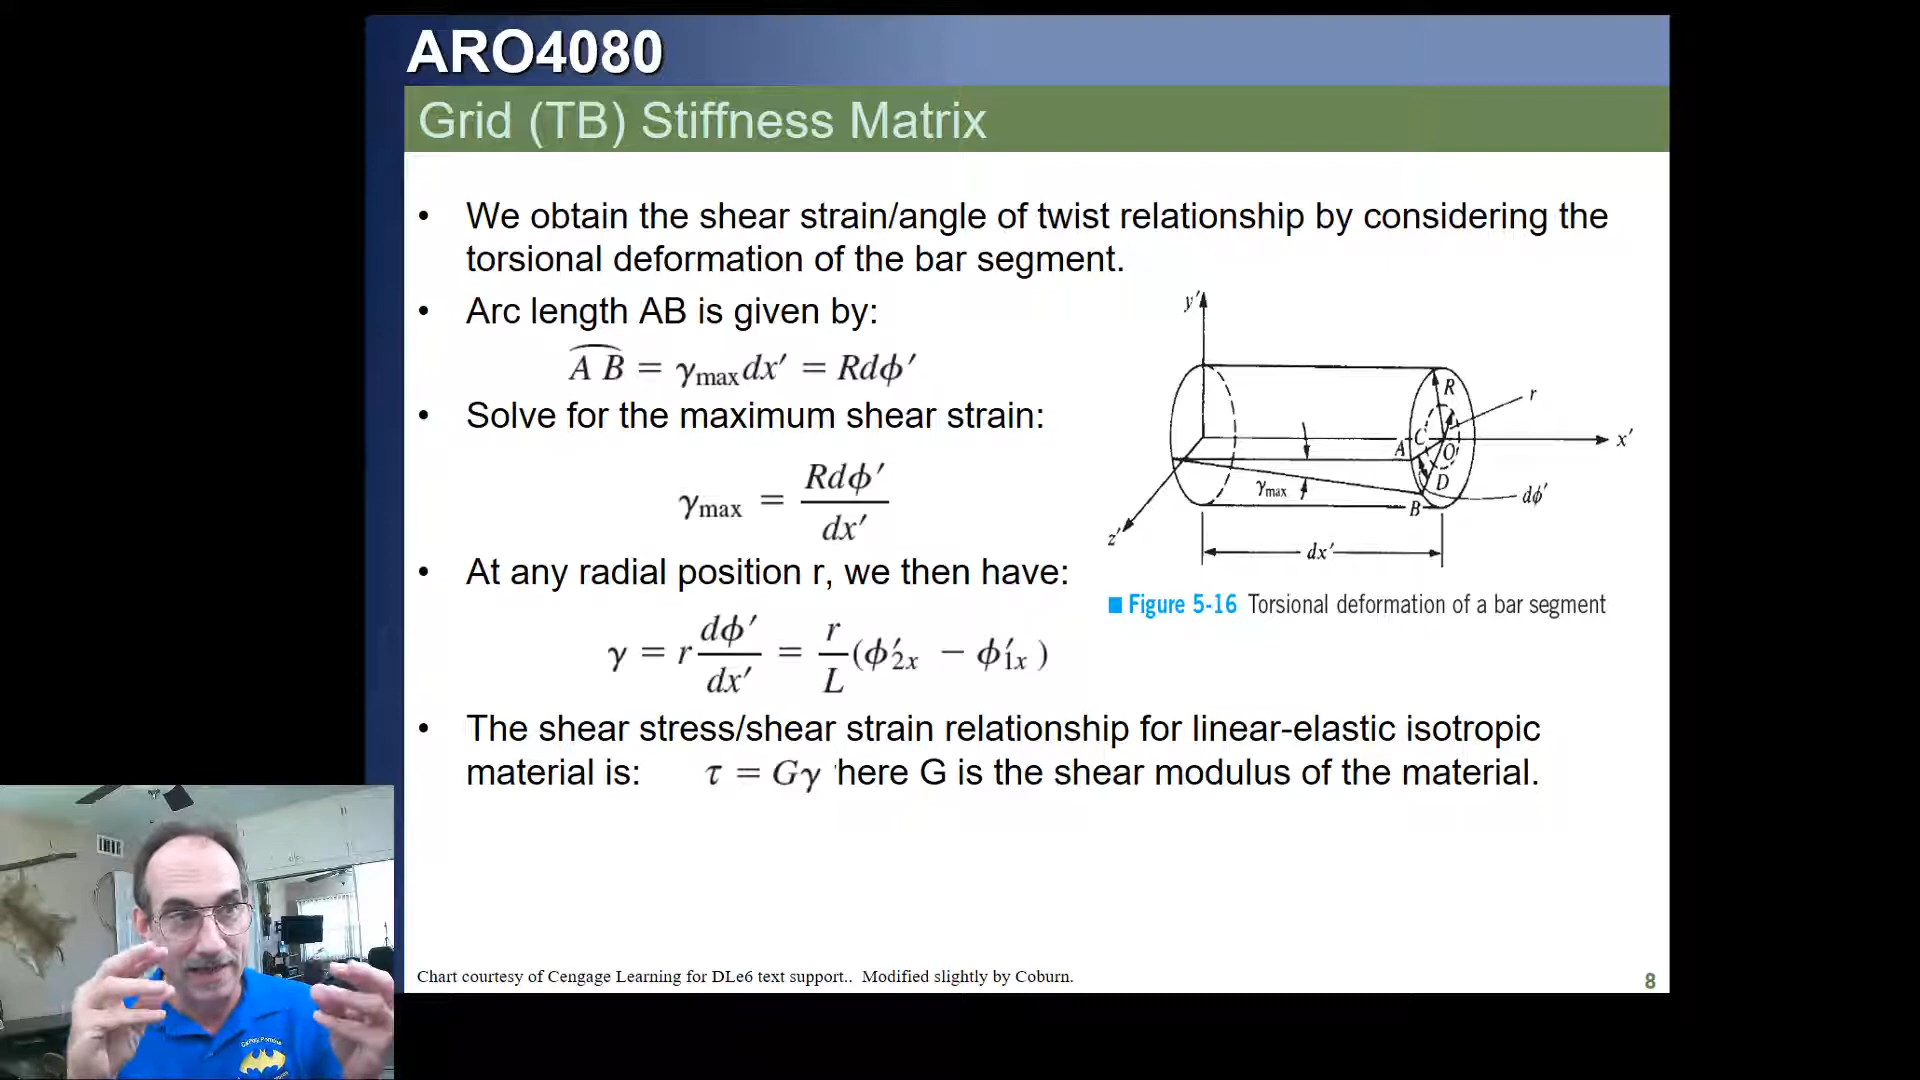 ARO4080
Grid (TB) Stiffness Matrix
• We obtain the shear strain/angle of twist relationship by considering the
torsional deformation of the bar segment.
• Arc length AB is given by:
A B = γmax dx′ = Rdϕ′
• Solve for the maximum shear strain:
γmax = Rdϕ′ / dx′
• At any radial position r, we then have:
γ = r dϕ′ / dx′ = r / L (ϕ′2x − ϕ′1x )
• The shear stress/shear strain relationship for linear-elastic isotropic
material is: τ = Gγ here G is the shear modulus of the material.
y′
R
r
C
x′
A
O′
γmax
D
dϕ′
B
z′
dx′
■ Figure 5-16 Torsional deformation of a bar segment
Chart courtesy of Cengage Learning for DLe6 text support.. Modified slightly by Coburn.
8